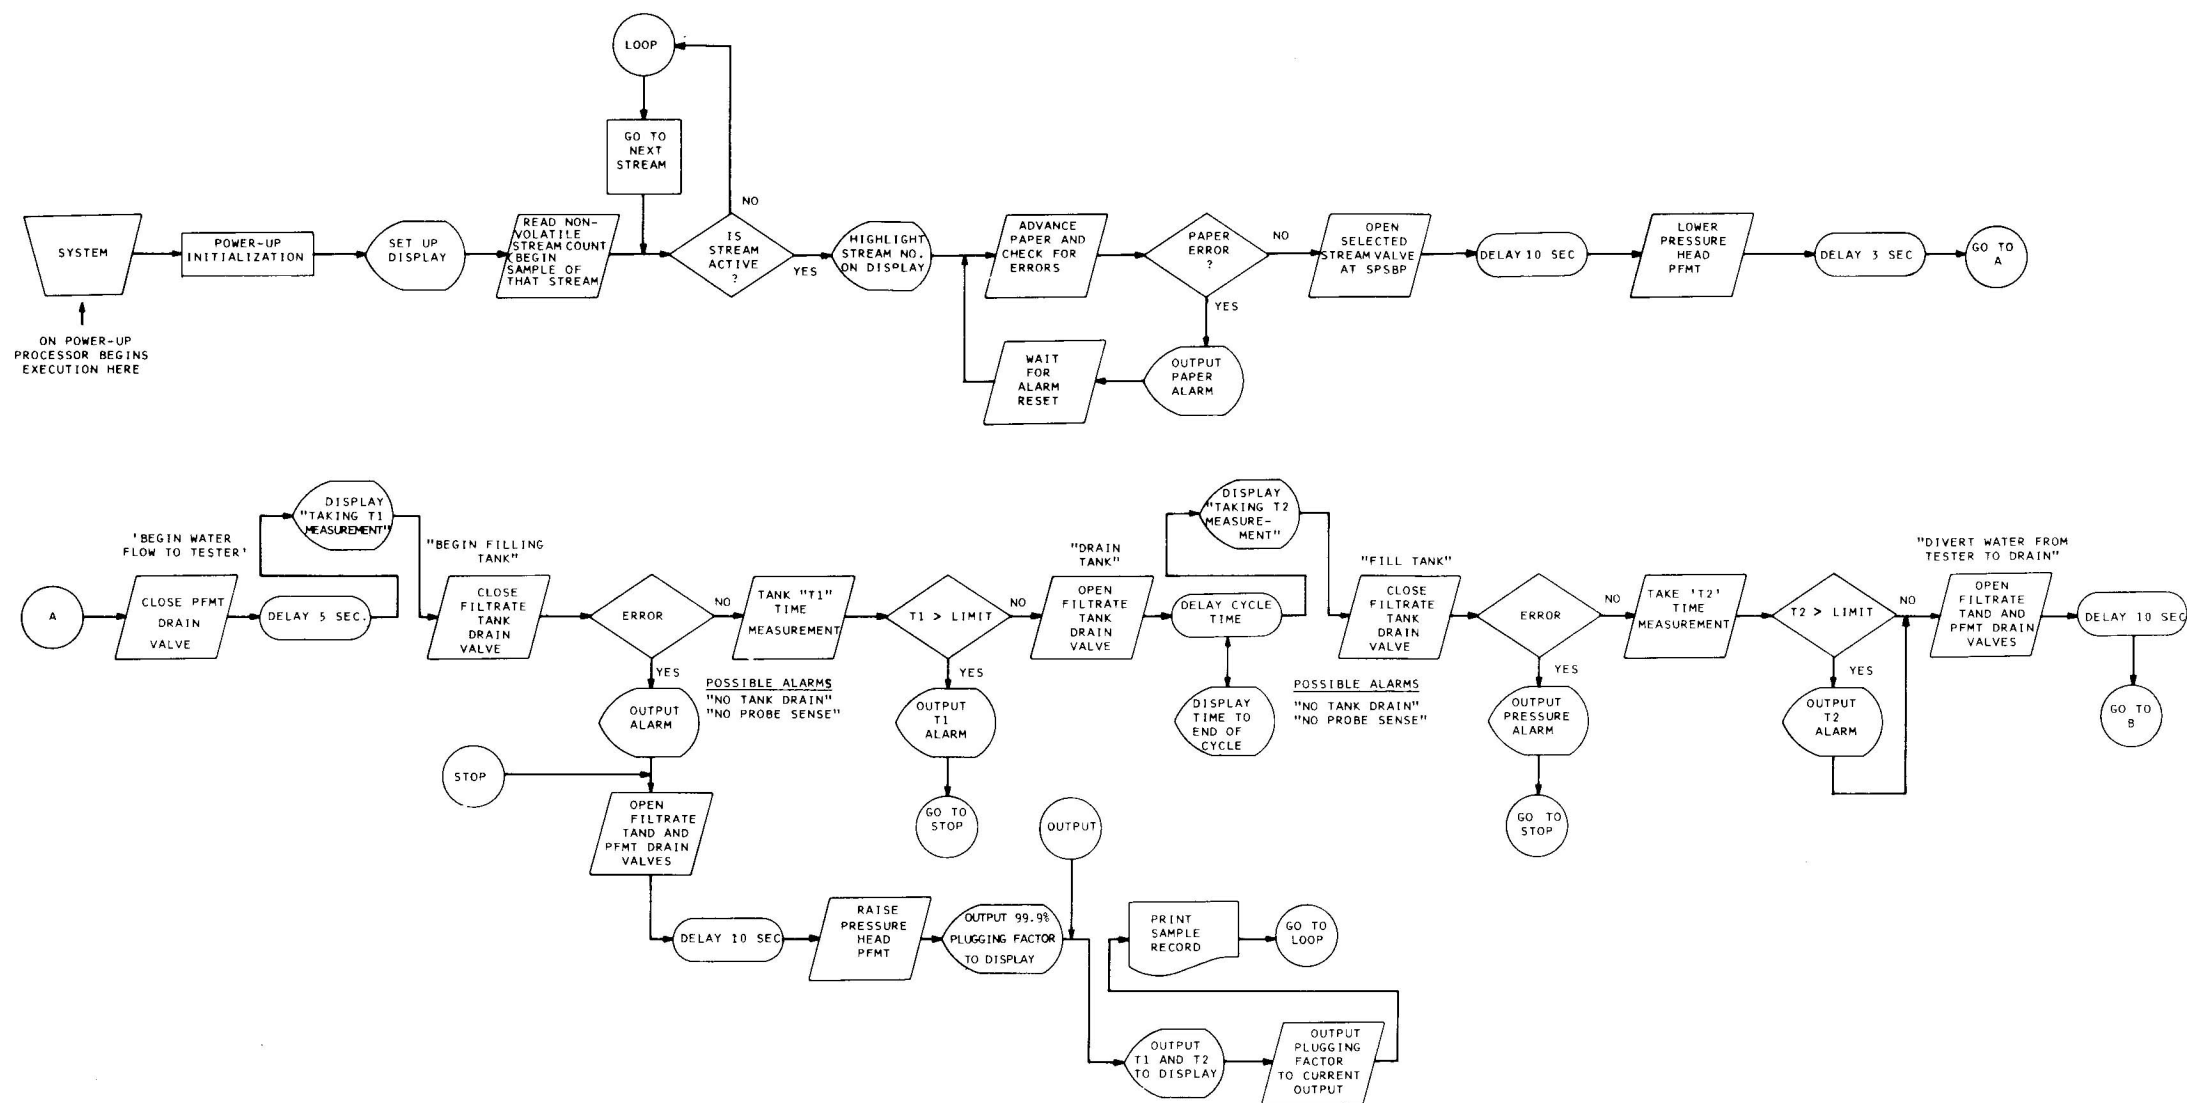 LOOP
GO TO
NEXT
STREAM
NO
SYSTEM
POWER-UP
INITIALIZATION
SET UP
DISPLAY
READ NON-
VOLATILE
STREAM COUNT
(BEGIN
SAMPLE OF
THAT STREAM
IS
STREAM
ACTIVE
?
YES
HIGHLIGHT
STREAM NO.
ON DISPLAY
ADVANCE
PAPER AND
CHECK FOR
ERRORS
PAPER
ERROR
?
NO
YES
OPEN
SELECTED
STREAM VALVE
AT SPSBP
DELAY 10 SEC
LOWER
PRESSURE
HEAD
PFMT
DELAY 3 SEC
GO TO
A
ON POWER-UP
PROCESSOR BEGINS
EXECUTION HERE
WAIT
FOR
ALARM
RESET
OUTPUT
PAPER
ALARM
A
'BEGIN WATER
FLOW TO TESTER'
CLOSE PFMT
DRAIN
VALVE
DELAY 5 SEC.
DISPLAY
"TAKING T1
MEASUREMENT"
"BEGIN FILLING
TANK"
CLOSE
FILTRATE
TANK
DRAIN
VALVE
ERROR
NO
YES
TANK "T1"
TIME
MEASUREMENT
POSSIBLE ALARMS
"NO TANK DRAIN"
"NO PROBE SENSE"
T1 > LIMIT
NO
YES
"DRAIN
TANK"
OPEN
FILTRATE
TANK
DRAIN
VALVE
DELAY CYCLE
TIME
DISPLAY
"TAKING T2
MEASURE-
MENT"
DISPLAY
TIME TO
END OF
CYCLE
"FILL TANK"
CLOSE
FILTRATE
TANK
DRAIN
VALVE
POSSIBLE ALARMS
"NO TANK DRAIN"
"NO PROBE SENSE"
ERROR
NO
YES
TAKE 'T2'
TIME
MEASUREMENT
T2 > LIMIT
NO
YES
"DIVERT WATER FROM
TESTER TO DRAIN"
OPEN
FILTRATE
TAND AND
PFMT DRAIN
VALVES
DELAY 10 SEC
GO TO
B
OUTPUT
ALARM
OUTPUT
T1
ALARM
OUTPUT
PRESSURE
ALARM
OUTPUT
T2
ALARM
STOP
OPEN
FILTRATE
TAND AND
PFMT DRAIN
VALVES
GO TO
STOP
OUTPUT
GO TO
STOP
DELAY 10 SEC
RAISE
PRESSURE
HEAD
PFMT
OUTPUT 99.9%
PLUGGING FACTOR
TO DISPLAY
PRINT
SAMPLE
RECORD
GO TO
LOOP
OUTPUT
T1 AND T2
TO DISPLAY
OUTPUT
PLUGGING
FACTOR
TO CURRENT
OUTPUT